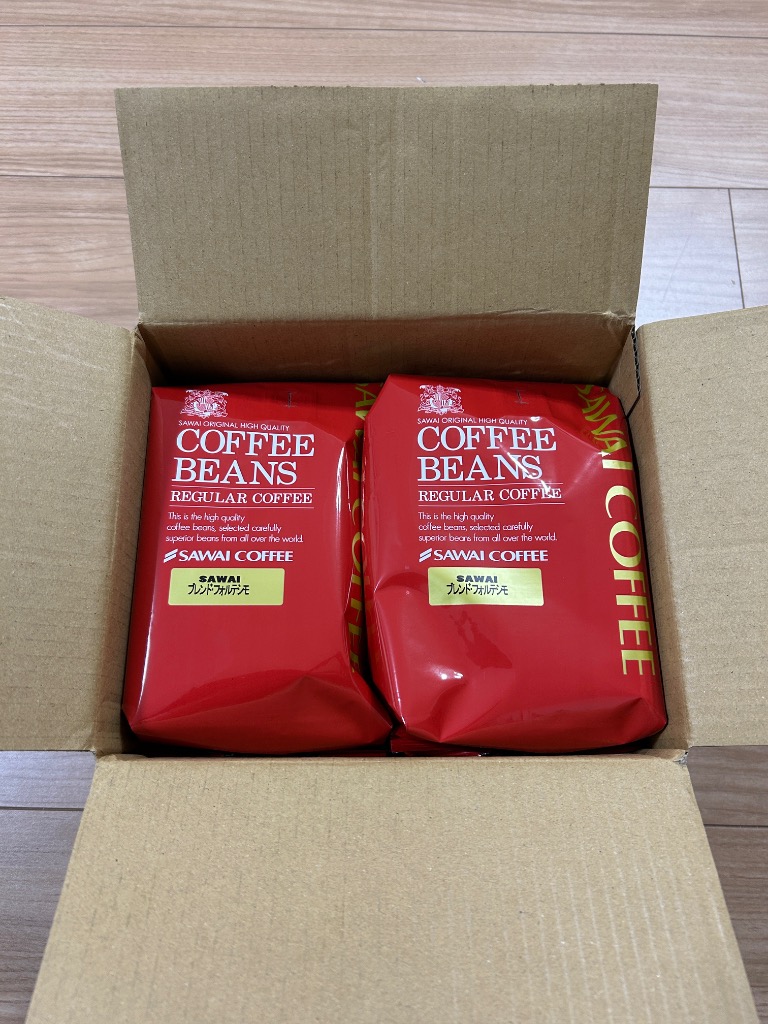 SAWAI ORIGINAL HIGH QUALITY
COFFEE
BEANS
REGULAR COFFEE
This is the high quality
coffee beans, selected carefully
superior beans from all over the world.
SAWAI COFFEE
SAWAI
ブレンド・フォルテシモ
SAWAI COFFEE
SAWAI ORIGINAL HIGH QUALITY
COFFEE
BEANS
REGULAR COFFEE
This is the high quality
coffee beans, selected carefully
superior beans from all over the world.
SAWAI COFFEE
SAWAI
ブレンド・フォルテシモ
SAWAI COFFEE